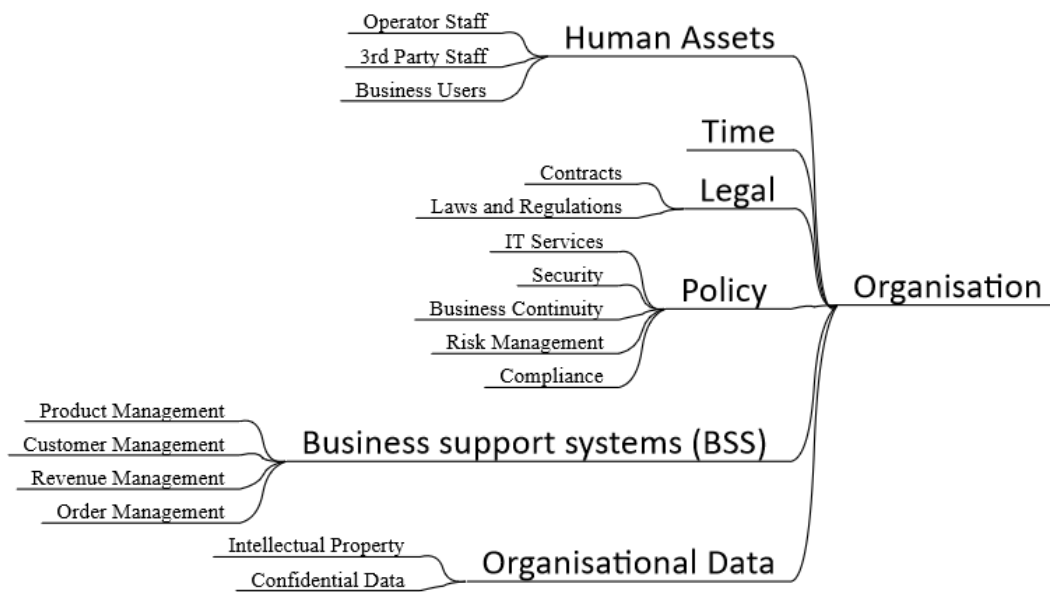 Operator Staff
3rd Party Staff
Business Users
Human Assets
Time
Contracts
Laws and Regulations
Legal
IT Services
Security
Business Continuity
Risk Management
Compliance
Policy
Organisation
Product Management
Customer Management
Revenue Management
Order Management
Business support systems (BSS)
Intellectual Property
Confidential Data
Organisational Data